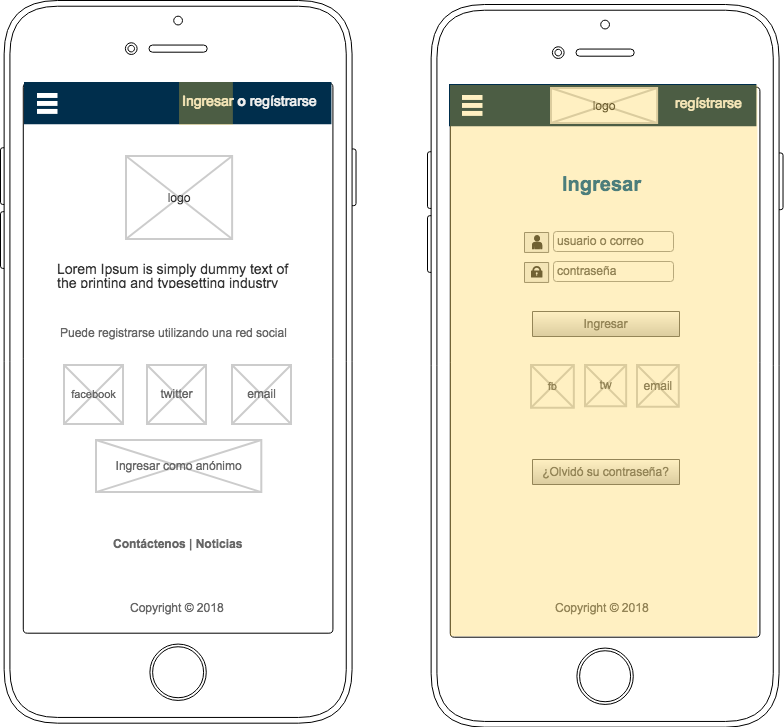 Ingresar o regístrarse
logo
Lorem Ipsum is simply dummy text of
the printing and typesetting industry
Puede registrarse utilizando una red social
facebook
twitter
email
Ingresar como anónimo
Contáctenos | Noticias
Copyright © 2018
logo
regístrarse
Ingresar
usuario o correo
contraseña
Ingresar
fb
tw
email
¿Olvidó su contraseña?
Copyright © 2018